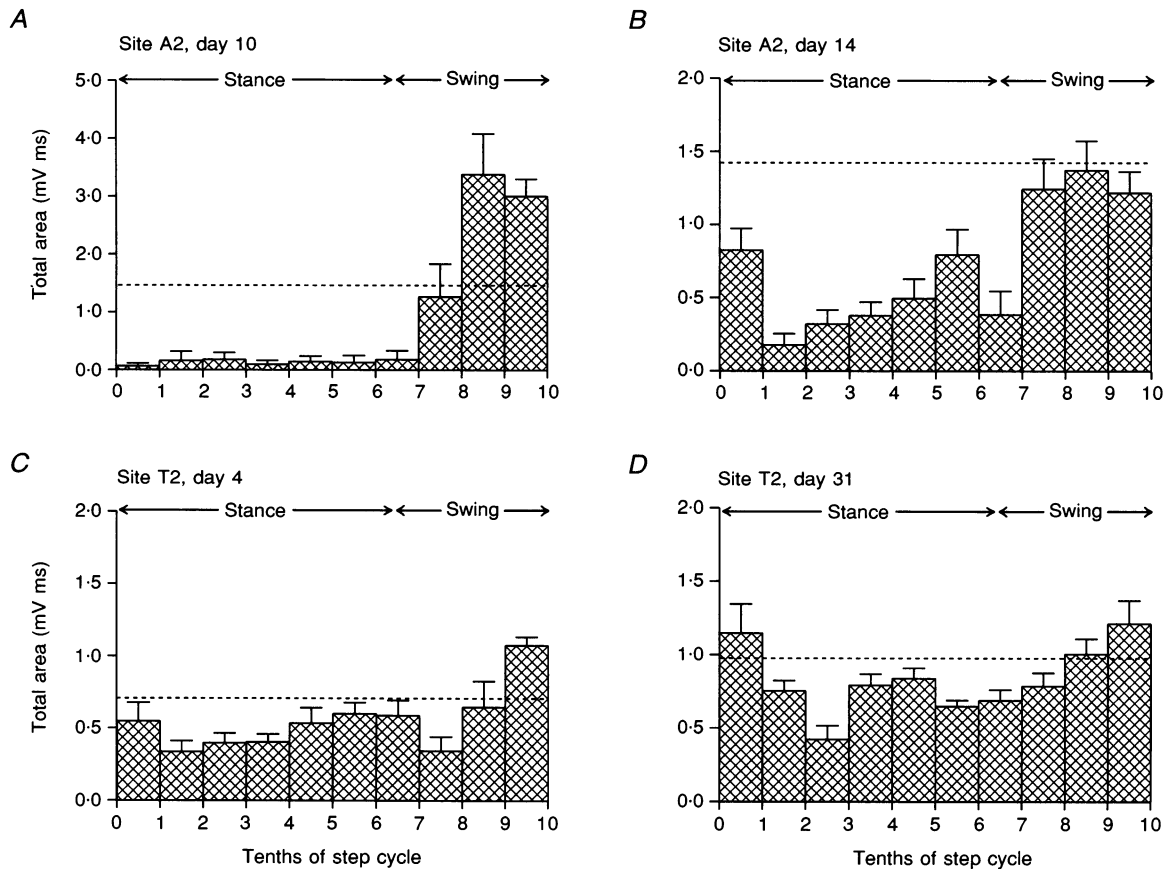 A
Site A2, day 10
Stance
Swing
5·0
4·0
3·0
2·0
1·0
0·0
Total area (mV ms)
0 1 2 3 4 5 6 7 8 9 10
B
Site A2, day 14
Stance
Swing
2·0
1·5
1·0
0·5
0·0
0 1 2 3 4 5 6 7 8 9 10
C
Site T2, day 4
Stance
Swing
2·0
1·5
1·0
0·5
0·0
Total area (mV ms)
0 1 2 3 4 5 6 7 8 9 10
Tenths of step cycle
D
Site T2, day 31
Stance
Swing
2·0
1·5
1·0
0·5
0·0
0 1 2 3 4 5 6 7 8 9 10
Tenths of step cycle